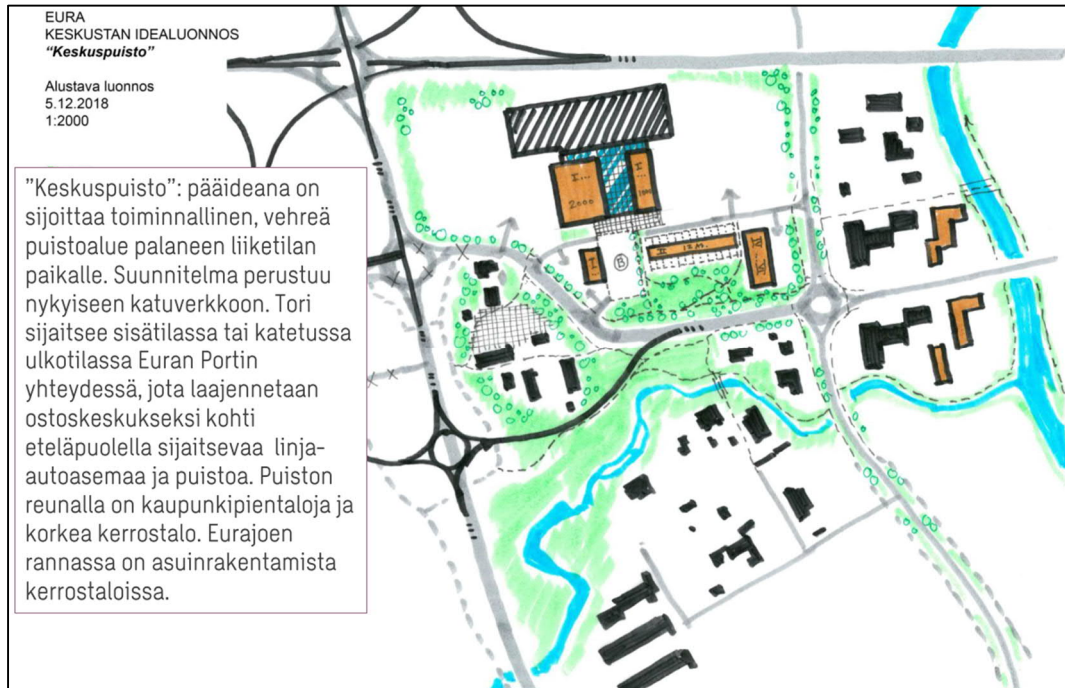 EURA
KESKUSTAN IDEALUONNOS
"Keskuspuisto"
Alustava luonnos
5.12.2018
1:2000
"Keskuspuisto": pääideana on
sijoittaa toiminnallinen, vehreä
puistoalue palaneen liiketilan
paikalle. Suunnitelma perustuu
nykyiseen katuverkkoon. Tori
sijaitsee sisätilassa tai katetussa
ulkotilassa Euran Portin
yhteydessä, jota laajennetaan
ostoskeskukseksi kohti
eteläpuolella sijaitsevaa linja-
autoasemaa ja puistoa. Puiston
reunalla on kaupunkipientaloja ja
korkea kerrostalo. Eurajoen
rannassa on asuinrakentamista
kerrostaloissa.
I...
2000
I
B
II